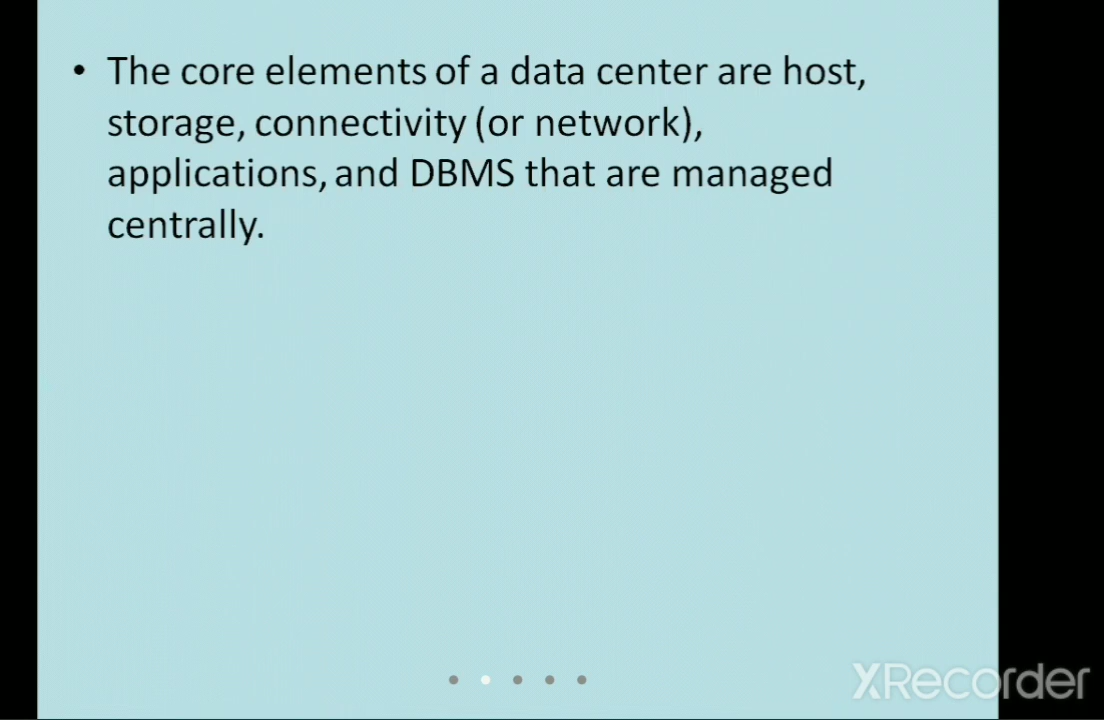 • The core elements of a data center are host,
storage, connectivity (or network),
applications, and DBMS that are managed
centrally.
XRecorder